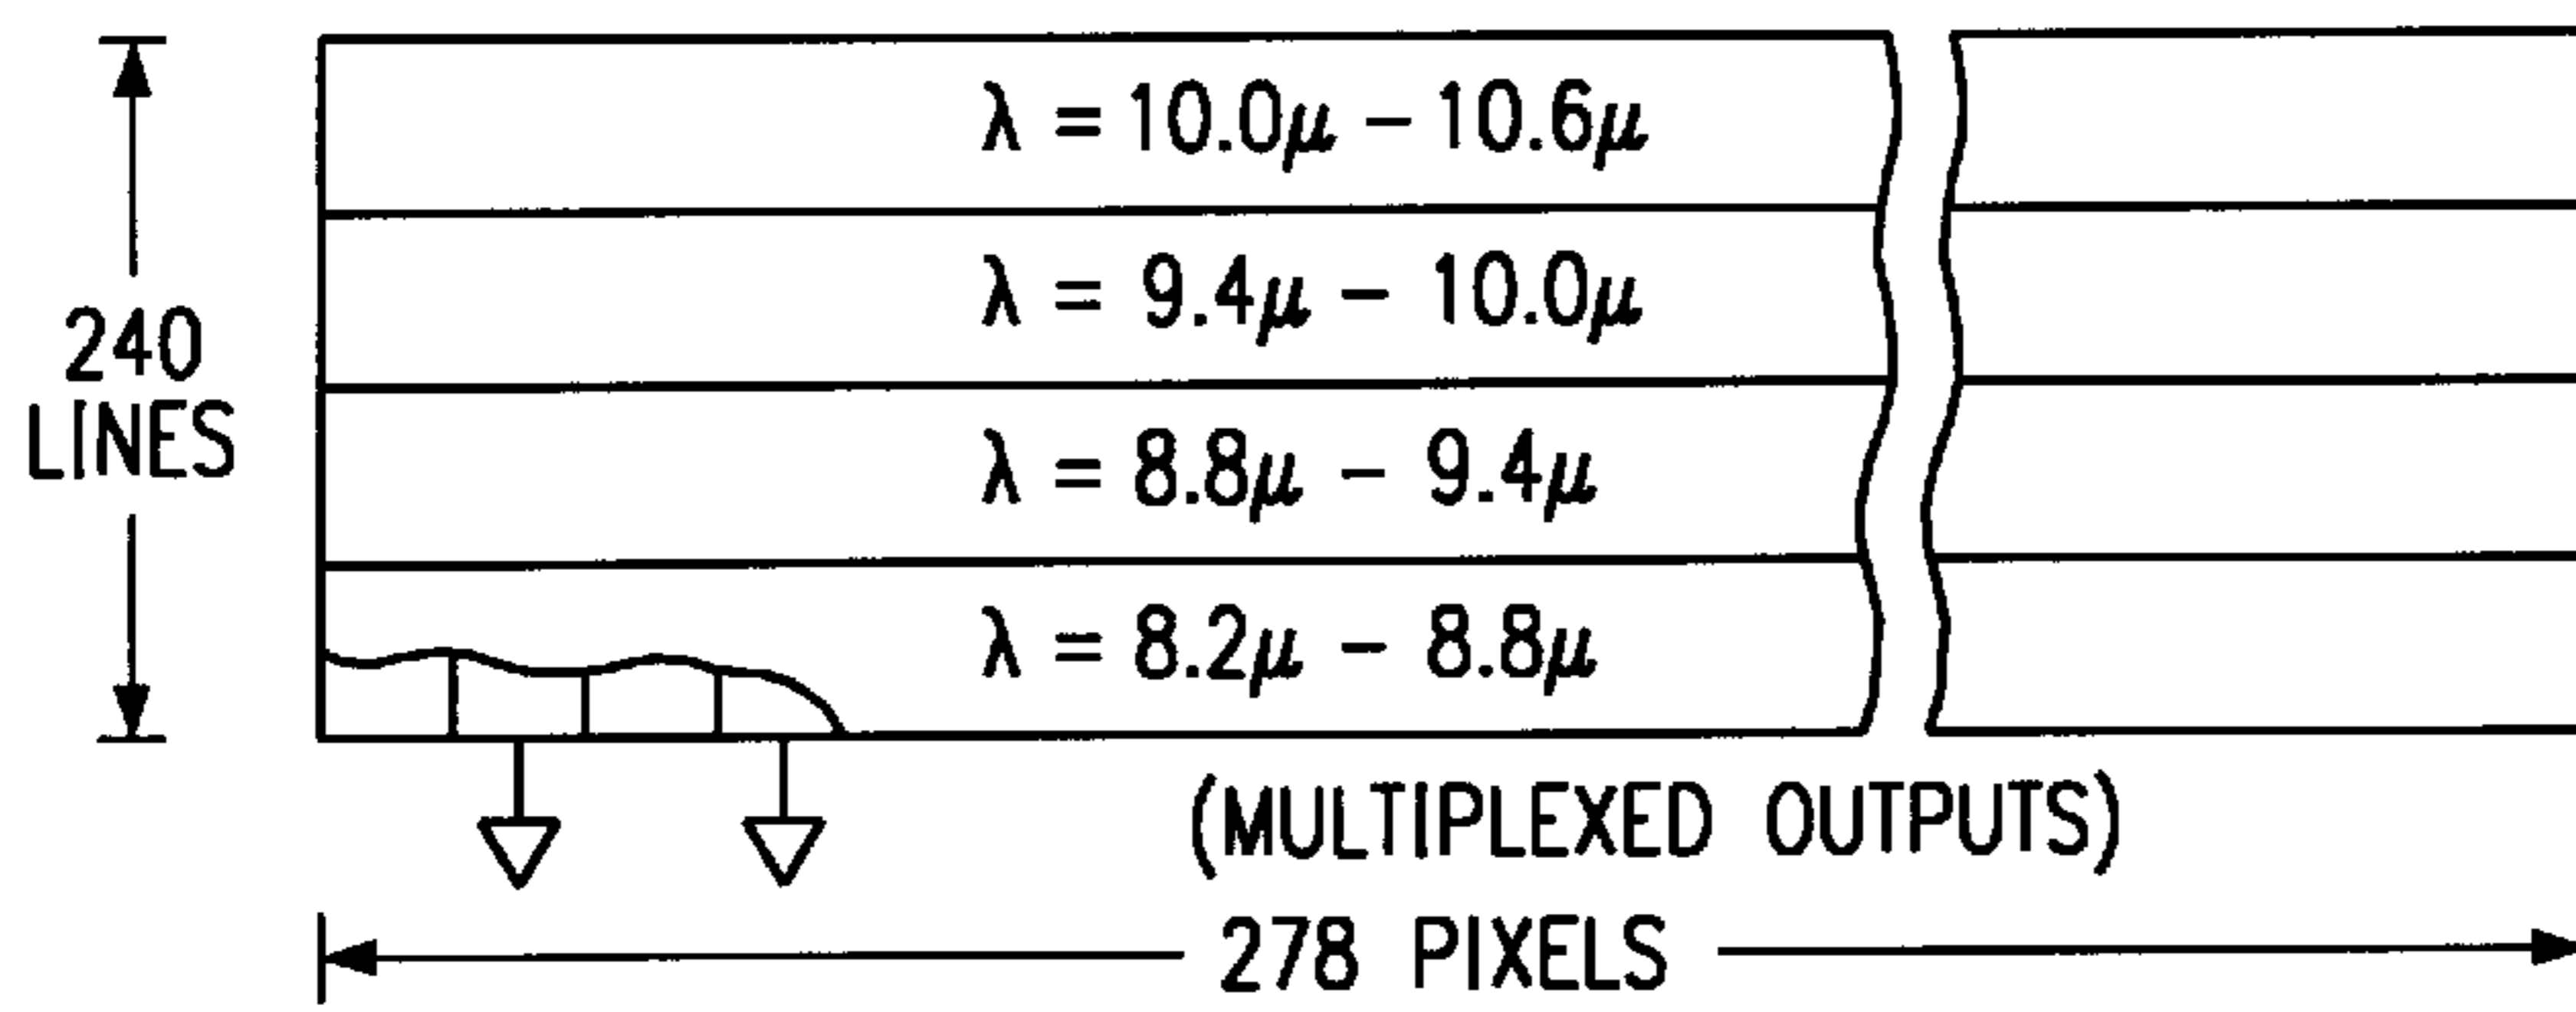 λ = 10.0μ – 10.6μ
λ = 9.4μ – 10.0μ
240
LINES
λ = 8.8μ – 9.4μ
λ = 8.2μ – 8.8μ
(MULTIPLEXED OUTPUTS)
278 PIXELS